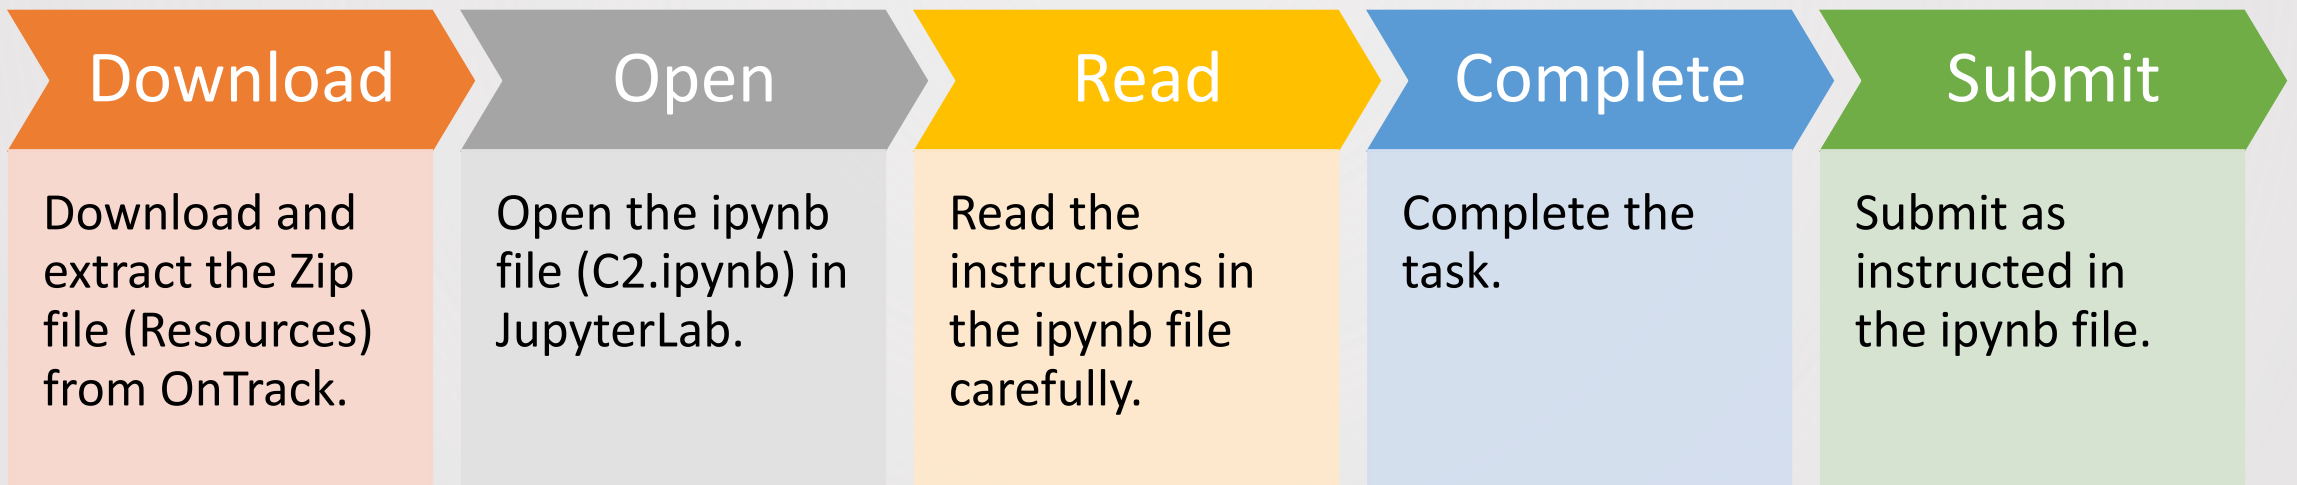 Download
Download and
extract the Zip
file (Resources)
from OnTrack.
Open
Open the ipynb
file (C2.ipynb) in
JupyterLab.
Read
Read the
instructions in
the ipynb file
carefully.
Complete
Complete the
task.
Submit
Submit as
instructed in
the ipynb file.